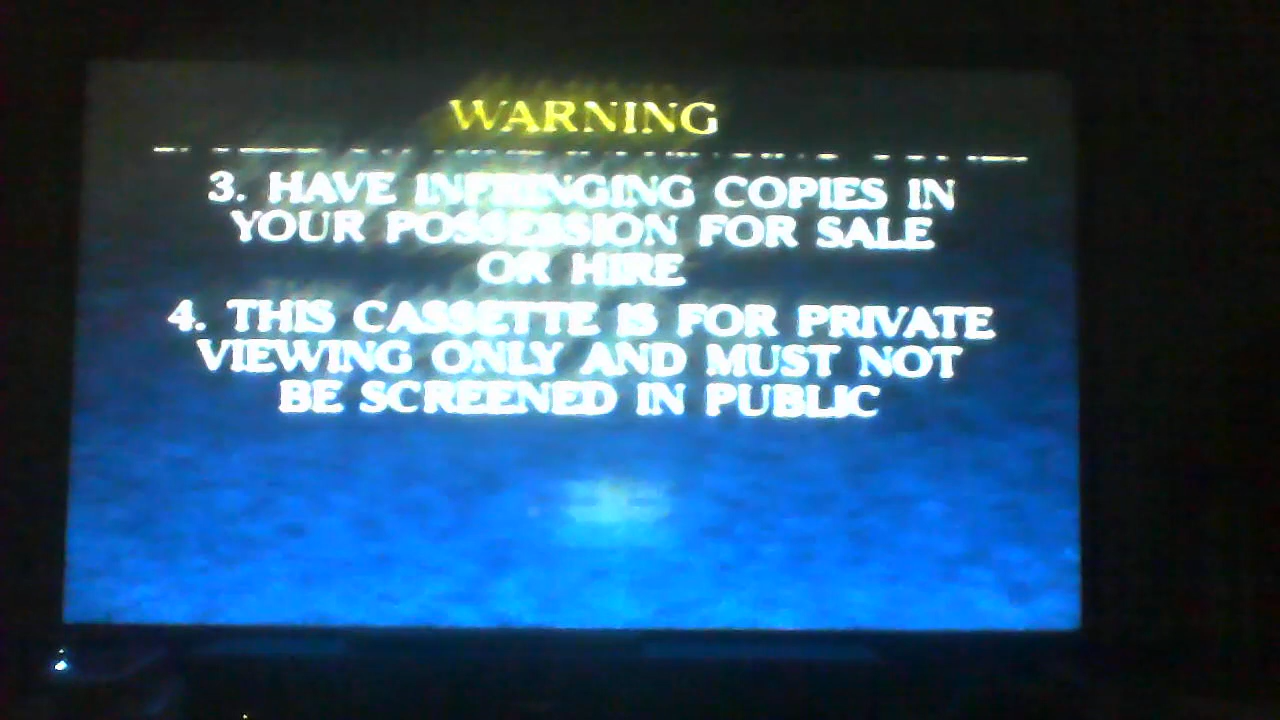 WARNING
3. HAVE INFRINGING COPIES IN
YOUR POSSESSION FOR SALE
OR HIRE
4. THIS CASSETTE IS FOR PRIVATE
VIEWING ONLY AND MUST NOT
BE SCREENED IN PUBLIC